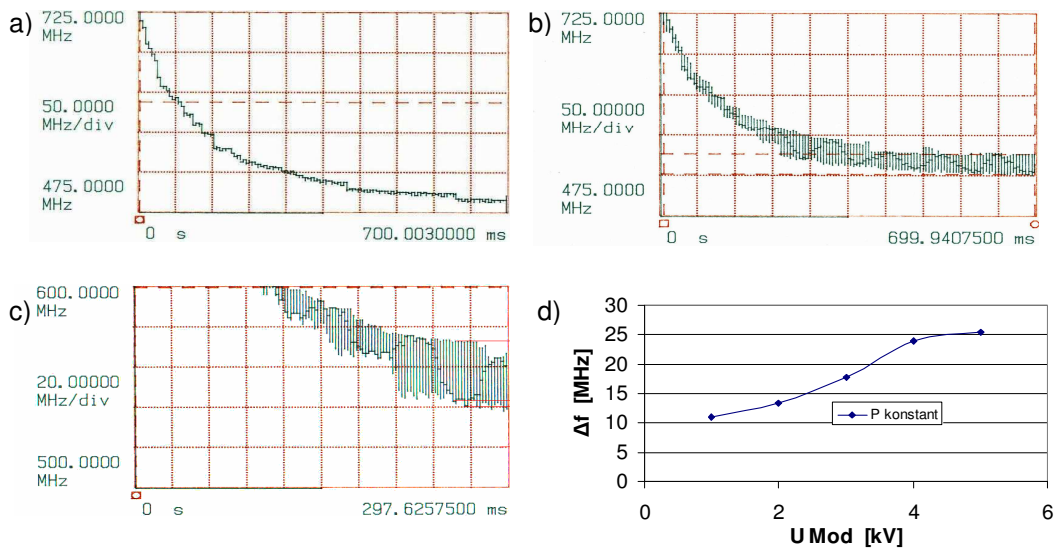 a)
725.0000
MHz
50.0000
MHz/div
475.0000
MHz
0 s
700.0030000 ms
b)
725.0000
MHz
50.00000
MHz/div
475.0000
MHz
0 s
699.9407500 ms
c)
600.0000
MHz
20.00000
MHz/div
500.0000
MHz
0 s
297.6257500 ms
d)
Δf [MHz]
30
25
20
15
10
5
0
P konstant
0 2 4 6
U Mod [kV]